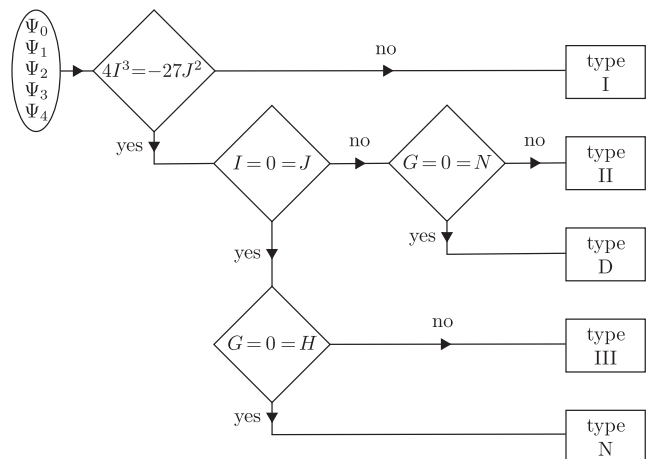 Ψ₀
Ψ₁
Ψ₂
Ψ₃
Ψ₄
4I³=−27J²
no
type
I
yes
I=0=J
no
G=0=N
no
type
II
yes
yes
type
D
G=0=H
no
type
III
yes
type
N